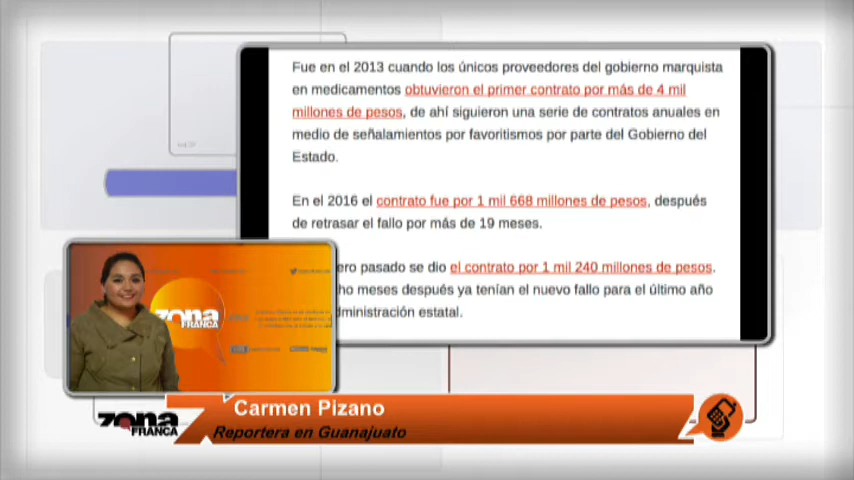 Fue en el 2013 cuando los únicos proveedores del gobierno marquista
en medicamentos obtuvieron el primer contrato por más de 4 mil
millones de pesos, de ahí siguieron una serie de contratos anuales en
medio de señalamientos por favoritismos por parte del Gobierno del
Estado.
En el 2016 el contrato fue por 1 mil 668 millones de pesos, después
de retrasar el fallo por más de 19 meses.
ero pasado se dio el contrato por 1 mil 240 millones de pesos.
ho meses después ya tenían el nuevo fallo para el último año
dministración estatal.
zona
FRANCA
Carmen Pizano
Reportera en Guanajuato
zona
FRANCA